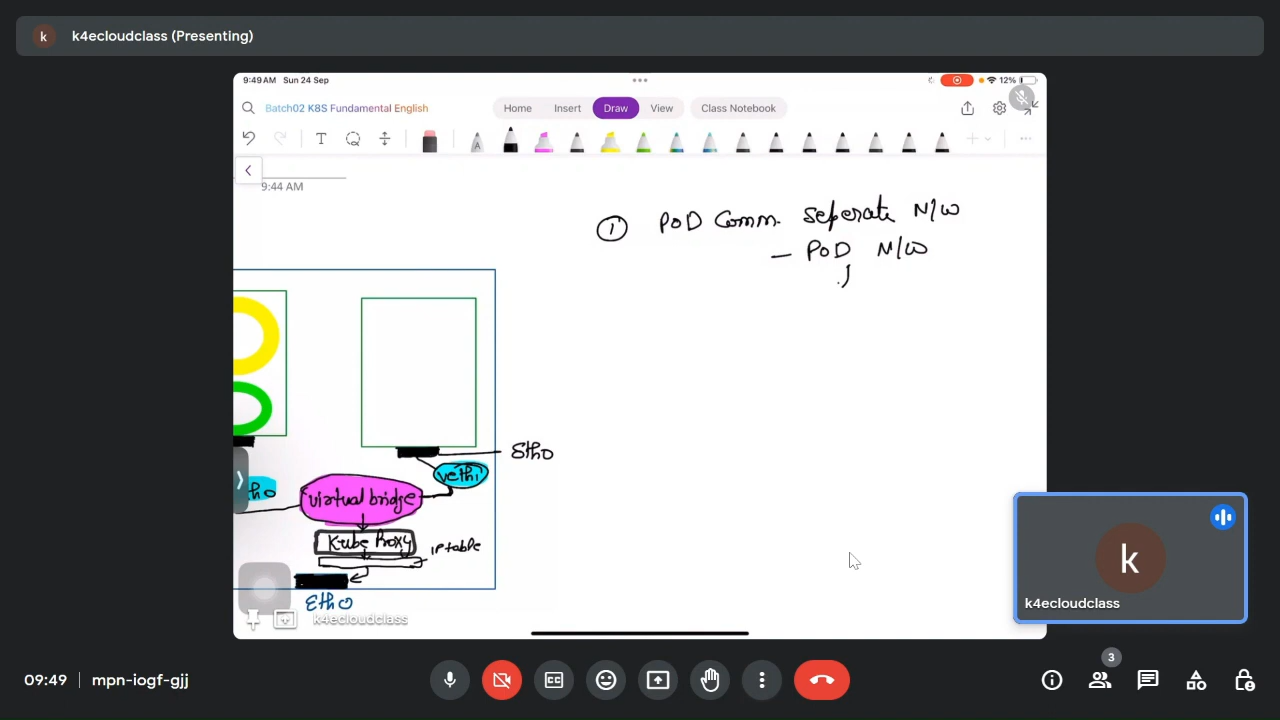 k
k4ecloudclass (Presenting)
9:49 AM Sun 24 Sep
12%
Batch02 K8S Fundamental English
Home Insert Draw View Class Notebook
T
A
9:44 AM
① POD Comm. seperate N/W
— POD N/W
Eth0
veth1
virtual bridge
Kube Proxy
iptable
Eth0
k4ecloudclass
k
k4ecloudclass
09:49 mpn-iogf-gjj
3